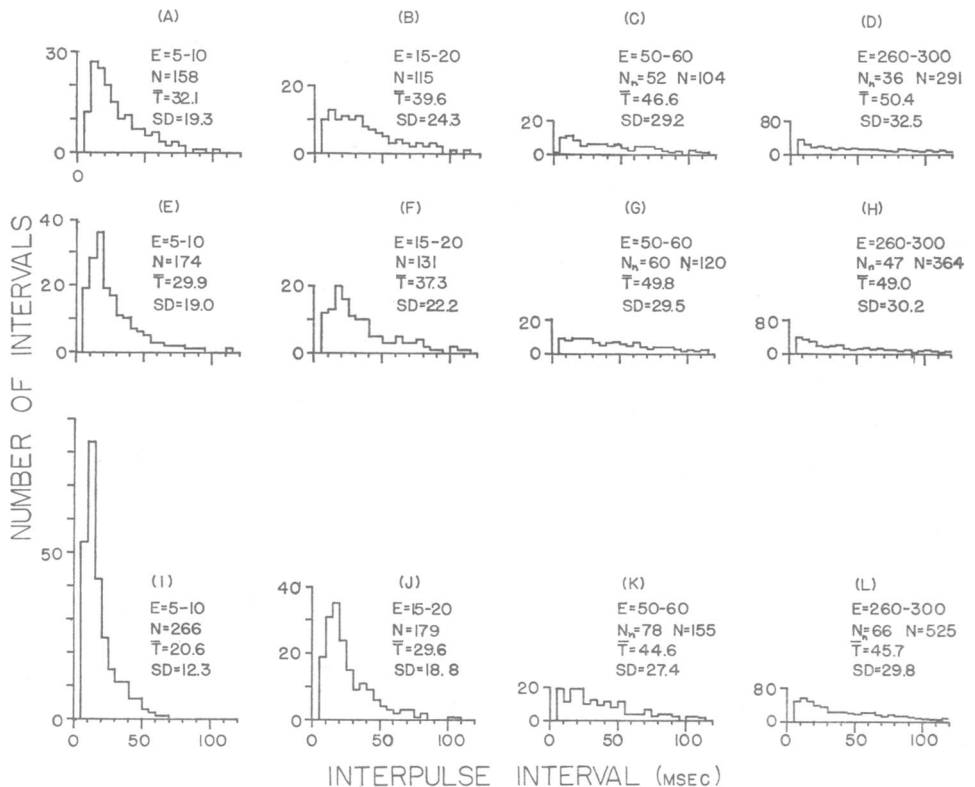 (A)
E=5-10
N=158
T̅=32.1
SD=19.3
30
0
0
(B)
E=15-20
N=115
T̅=39.6
SD=24.3
20
0
(C)
E=50-60
Nₙ=52 N=104
T̅=46.6
SD=29.2
20
0
(D)
E=260-300
Nₙ=36 N=291
T̅=50.4
SD=32.5
80
0
(E)
E=5-10
N=174
T̅=29.9
SD=19.0
40
20
0
(F)
E=15-20
N=131
T̅=37.3
SD=22.2
20
0
(G)
E=50-60
Nₙ=60 N=120
T̅=49.8
SD=29.5
20
0
(H)
E=260-300
Nₙ=47 N=364
T̅=49.0
SD=30.2
80
0
NUMBER OF INTERVALS
(I)
E=5-10
N=266
T̅=20.6
SD=12.3
50
0
0 100
(J)
E=15-20
N=179
T̅=29.6
SD=18.8
40
20
0
0 50 100
(K)
E=50-60
Nₙ=78 N=155
T̅=44.6
SD=27.4
20
0
0 50 100
(L)
E=260-300
Nₙ=66 N=525
T̅=45.7
SD=29.8
80
0
0 50 100
INTERPULSE INTERVAL (MSEC)